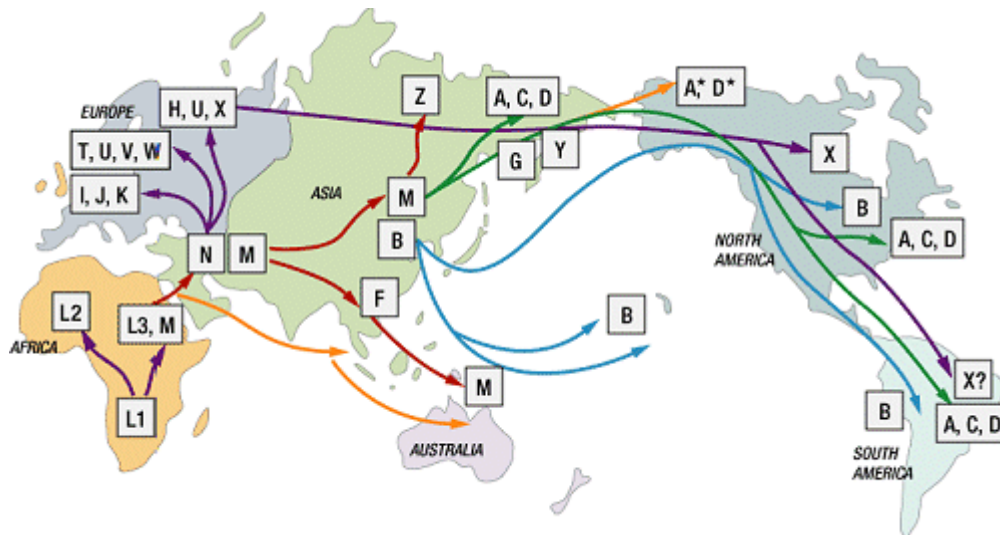 Z
A, C, D
A,* D*
EUROPE
H, U, X
T, U, V, W
G
Y
X
I, J, K
ASIA
M
B
B
N
M
NORTH
AMERICA
A, C, D
L2
L3, M
F
B
AFRICA
M
X?
L1
B
A, C, D
AUSTRALIA
SOUTH
AMERICA